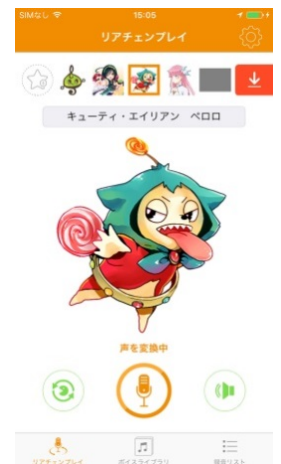 SIMなし 15:05
リアチェンプレイ
キューティ・エイリアン ペロロ
声を変換中
リアチェンプレイ ボイスライブラリ 録音リスト